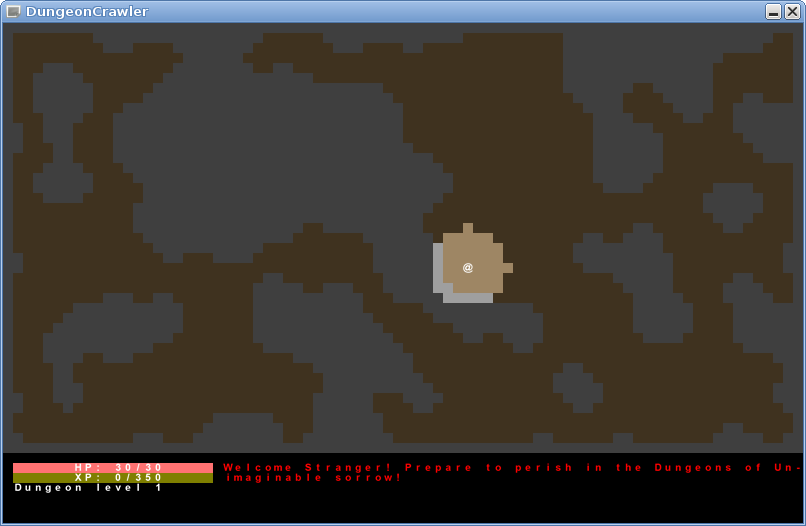 DungeonCrawler
@
HP: 30/30
Welcome Stranger! Prepare to perish in the Dungeons of Un-
XP: 0/350
imaginable sorrow!
Dungeon level 1